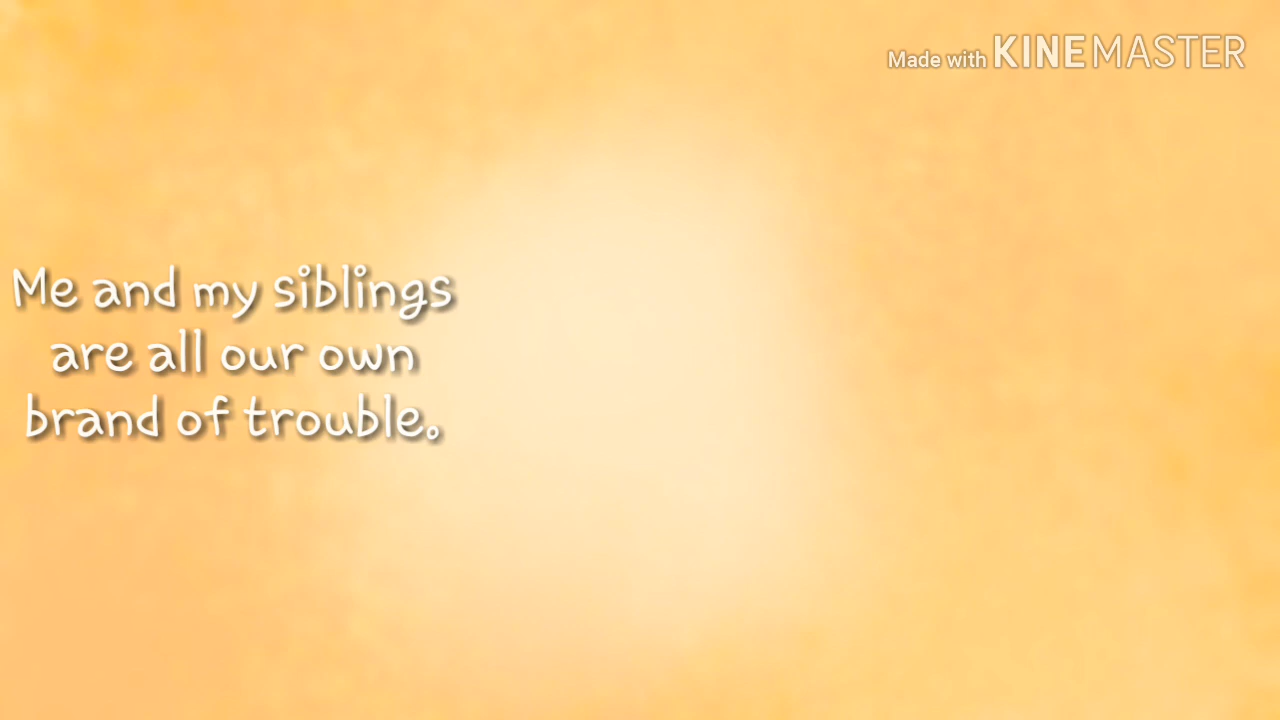 Made with KINEMASTER
Me and my siblings
are all our own
brand of trouble.